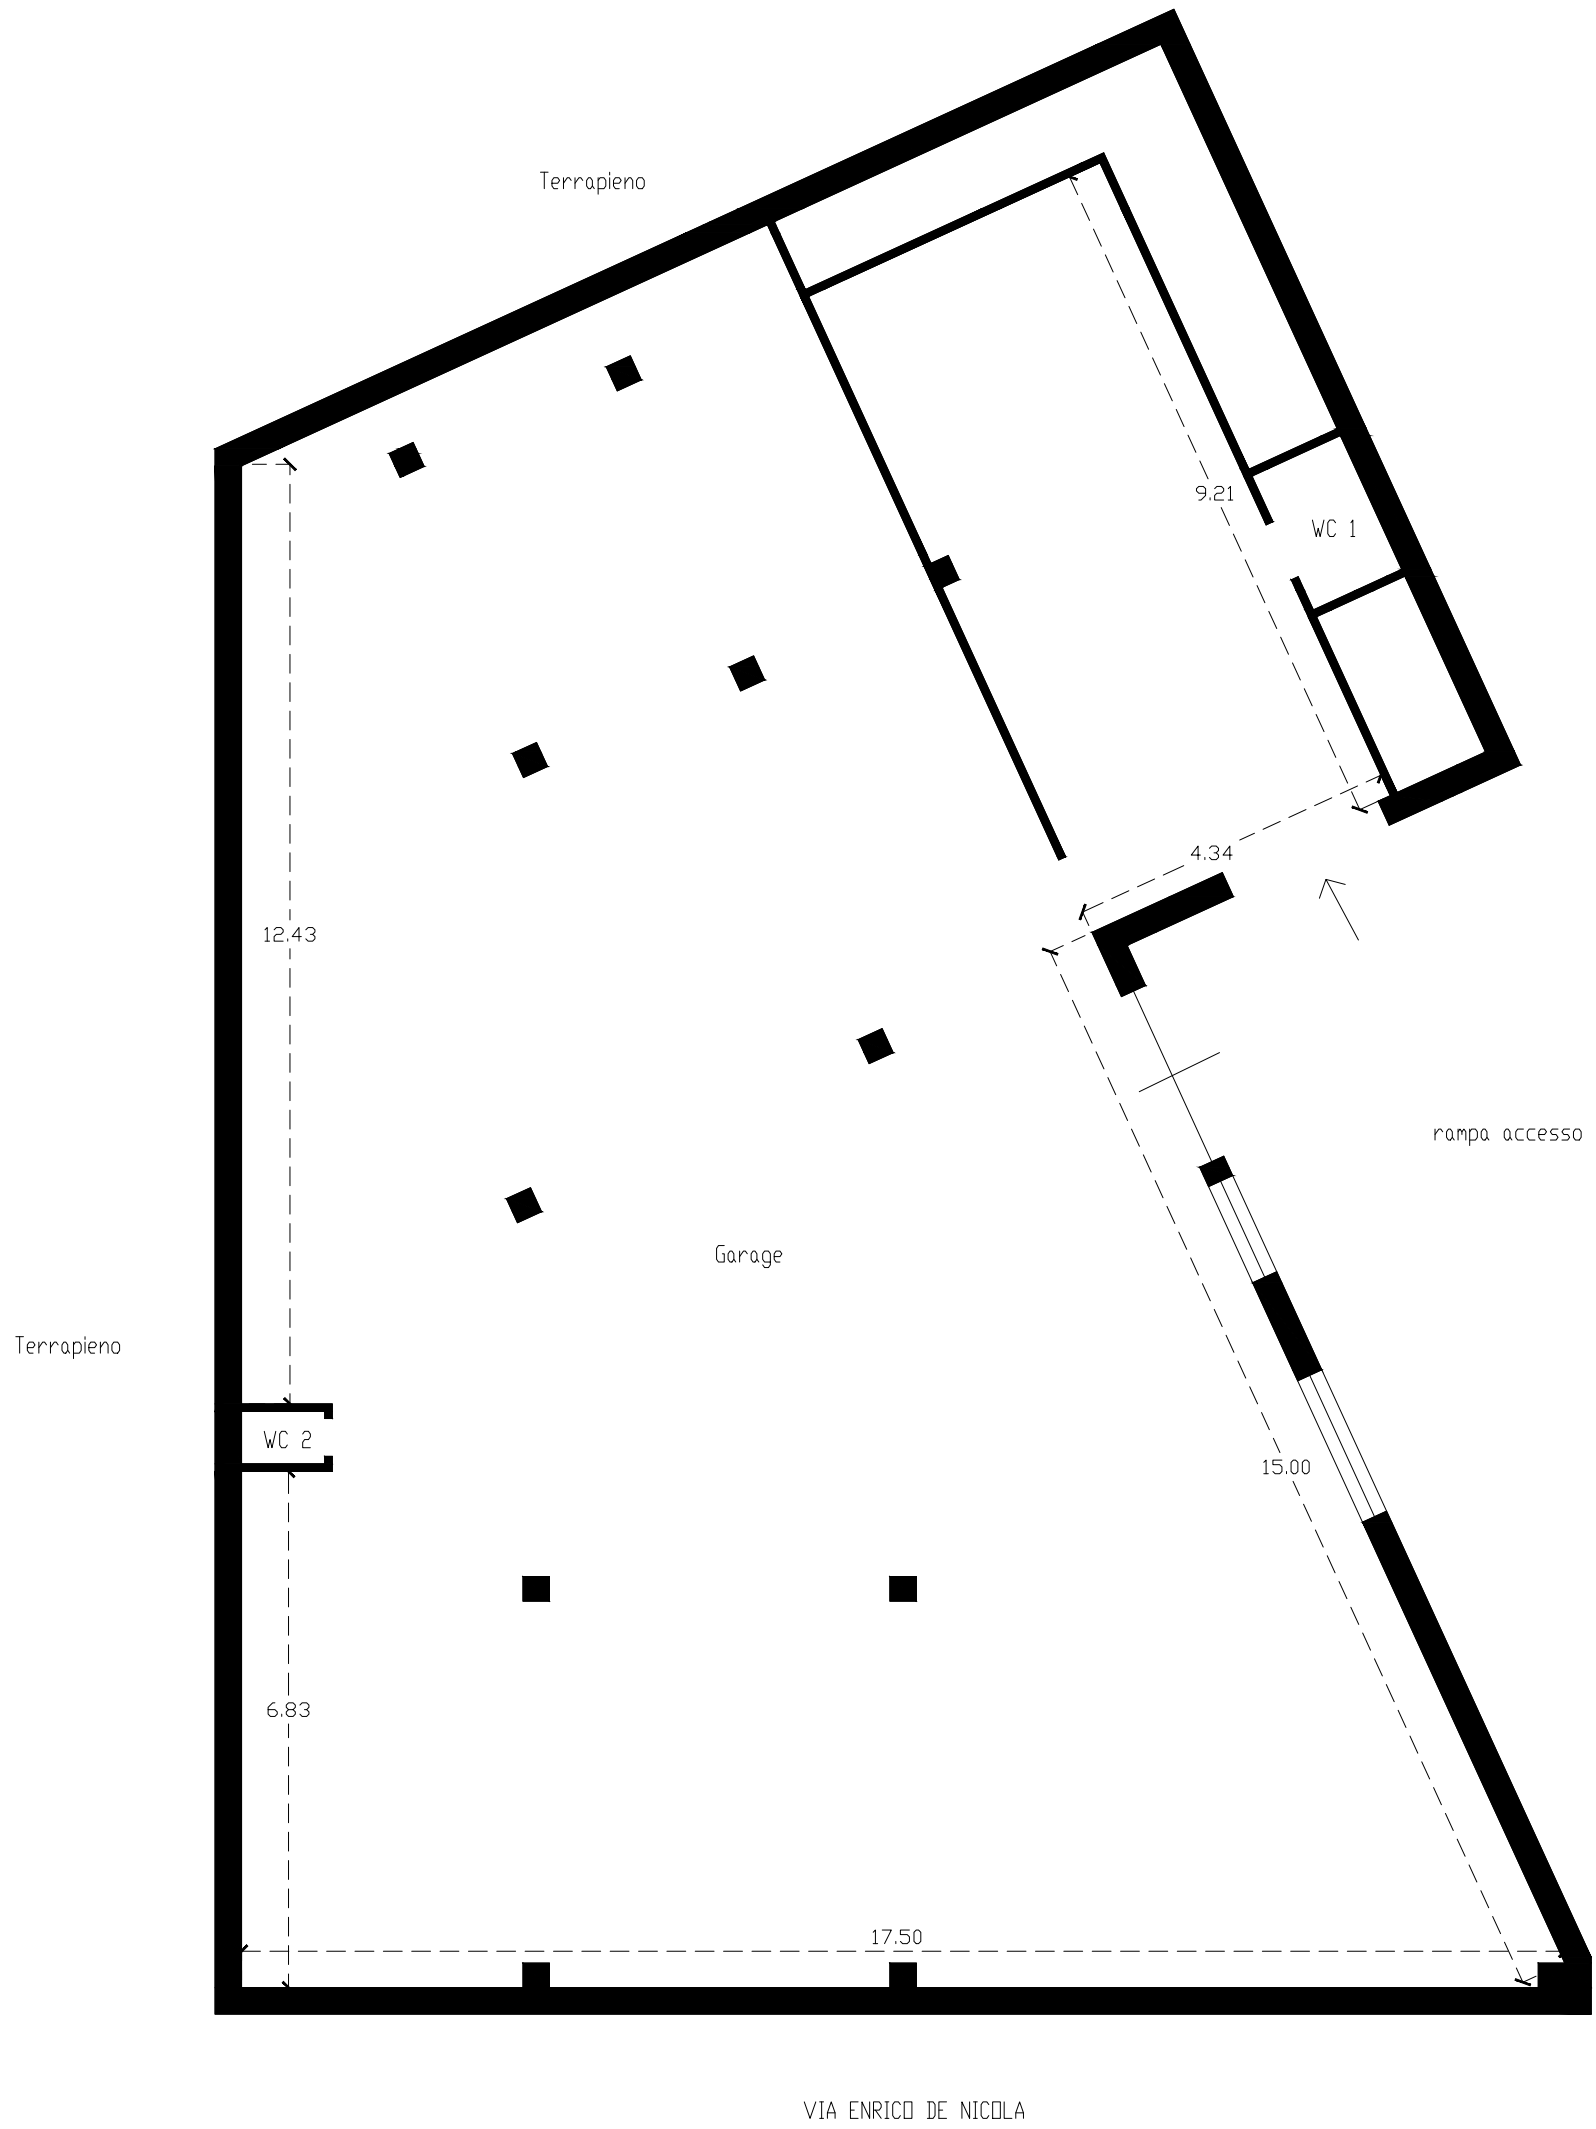 Terrapieno
9.21
WC 1
4.34
12.43
rampa accesso
Garage
Terrapieno
WC 2
15.00
6.83
17.50
VIA ENRICO DE NICOLA